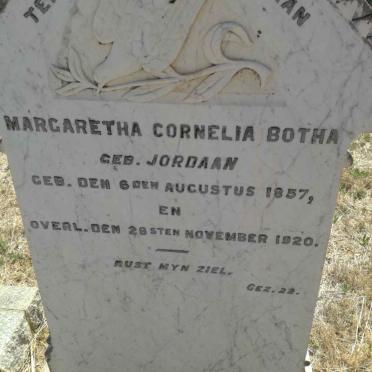 MARGARETHA CORNELIA BOTHA
GEB. JORDAAN
GEB. DEN 6DEN AUGUSTUS 1857,
EN
OVERL. DEN 28STEN NOVEMBER 1920.
RUST MYN ZIEL.
GEZ. 22.